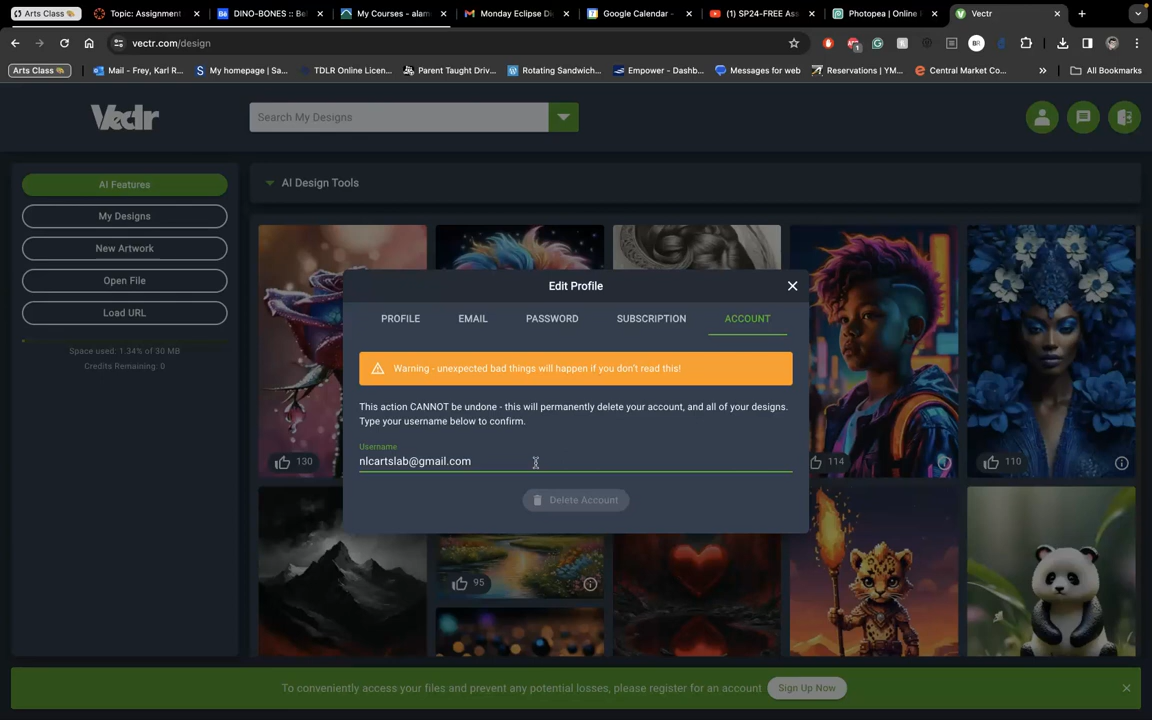 Arts Class
Topic: Assignment
DINO-BONES :: Be
My Courses - alam
Monday Eclipse Di
Google Calendar -
(1) SP24-FREE Ass
Photopea | Online
Vectr
vectr.com/design
Arts Class
Mail - Frey, Karl R...
My homepage | Sa...
TDLR Online Licen...
Parent Taught Driv...
Rotating Sandwich...
Empower - Dashb...
Messages for web
Reservations | YM...
Central Market Co...
All Bookmarks
Vectr
Search My Designs
AI Features
My Designs
New Artwork
Open File
Load URL
Space used: 1.34% of 30 MB
Credits Remaining: 0
AI Design Tools
130
114
110
95
Edit Profile
PROFILE EMAIL PASSWORD SUBSCRIPTION ACCOUNT
Warning - unexpected bad things will happen if you don't read this!
This action CANNOT be undone - this will permanently delete your account, and all of your designs.
Type your username below to confirm.
Username
nlcartslab@gmail.com
Delete Account
To conveniently access your files and prevent any potential losses, please register for an account
Sign Up Now